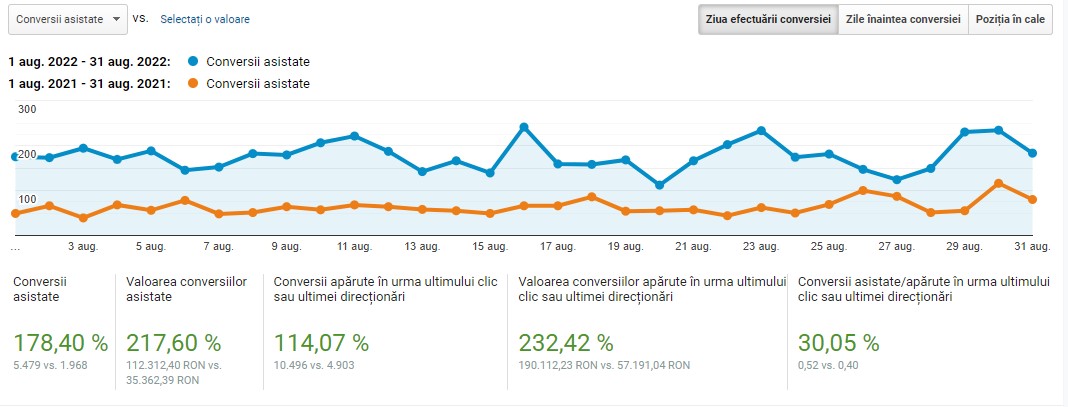 Conversii asistate
vs.
Selectați o valoare
Ziua efectuării conversiei
Zile înaintea conversiei
Poziția în cale
1 aug. 2022 - 31 aug. 2022: Conversii asistate
1 aug. 2021 - 31 aug. 2021: Conversii asistate
300
200
100
...
3 aug.
5 aug.
7 aug.
9 aug.
11 aug.
13 aug.
15 aug.
17 aug.
19 aug.
21 aug.
23 aug.
25 aug.
27 aug.
29 aug.
31 aug.
Conversii
asistate
178,40 %
5.479 vs. 1.968
Valoarea conversiilor
asistate
217,60 %
112.312,40 RON vs.
35.362,39 RON
Conversii apărute în urma ultimului clic
sau ultimei direcționări
114,07 %
10.496 vs. 4.903
Valoarea conversiilor apărute în urma ultimului
clic sau ultimei direcționări
232,42 %
190.112,23 RON vs. 57.191,04 RON
Conversii asistate/apărute în urma ultimului
clic sau ultimei direcționări
30,05 %
0,52 vs. 0,40